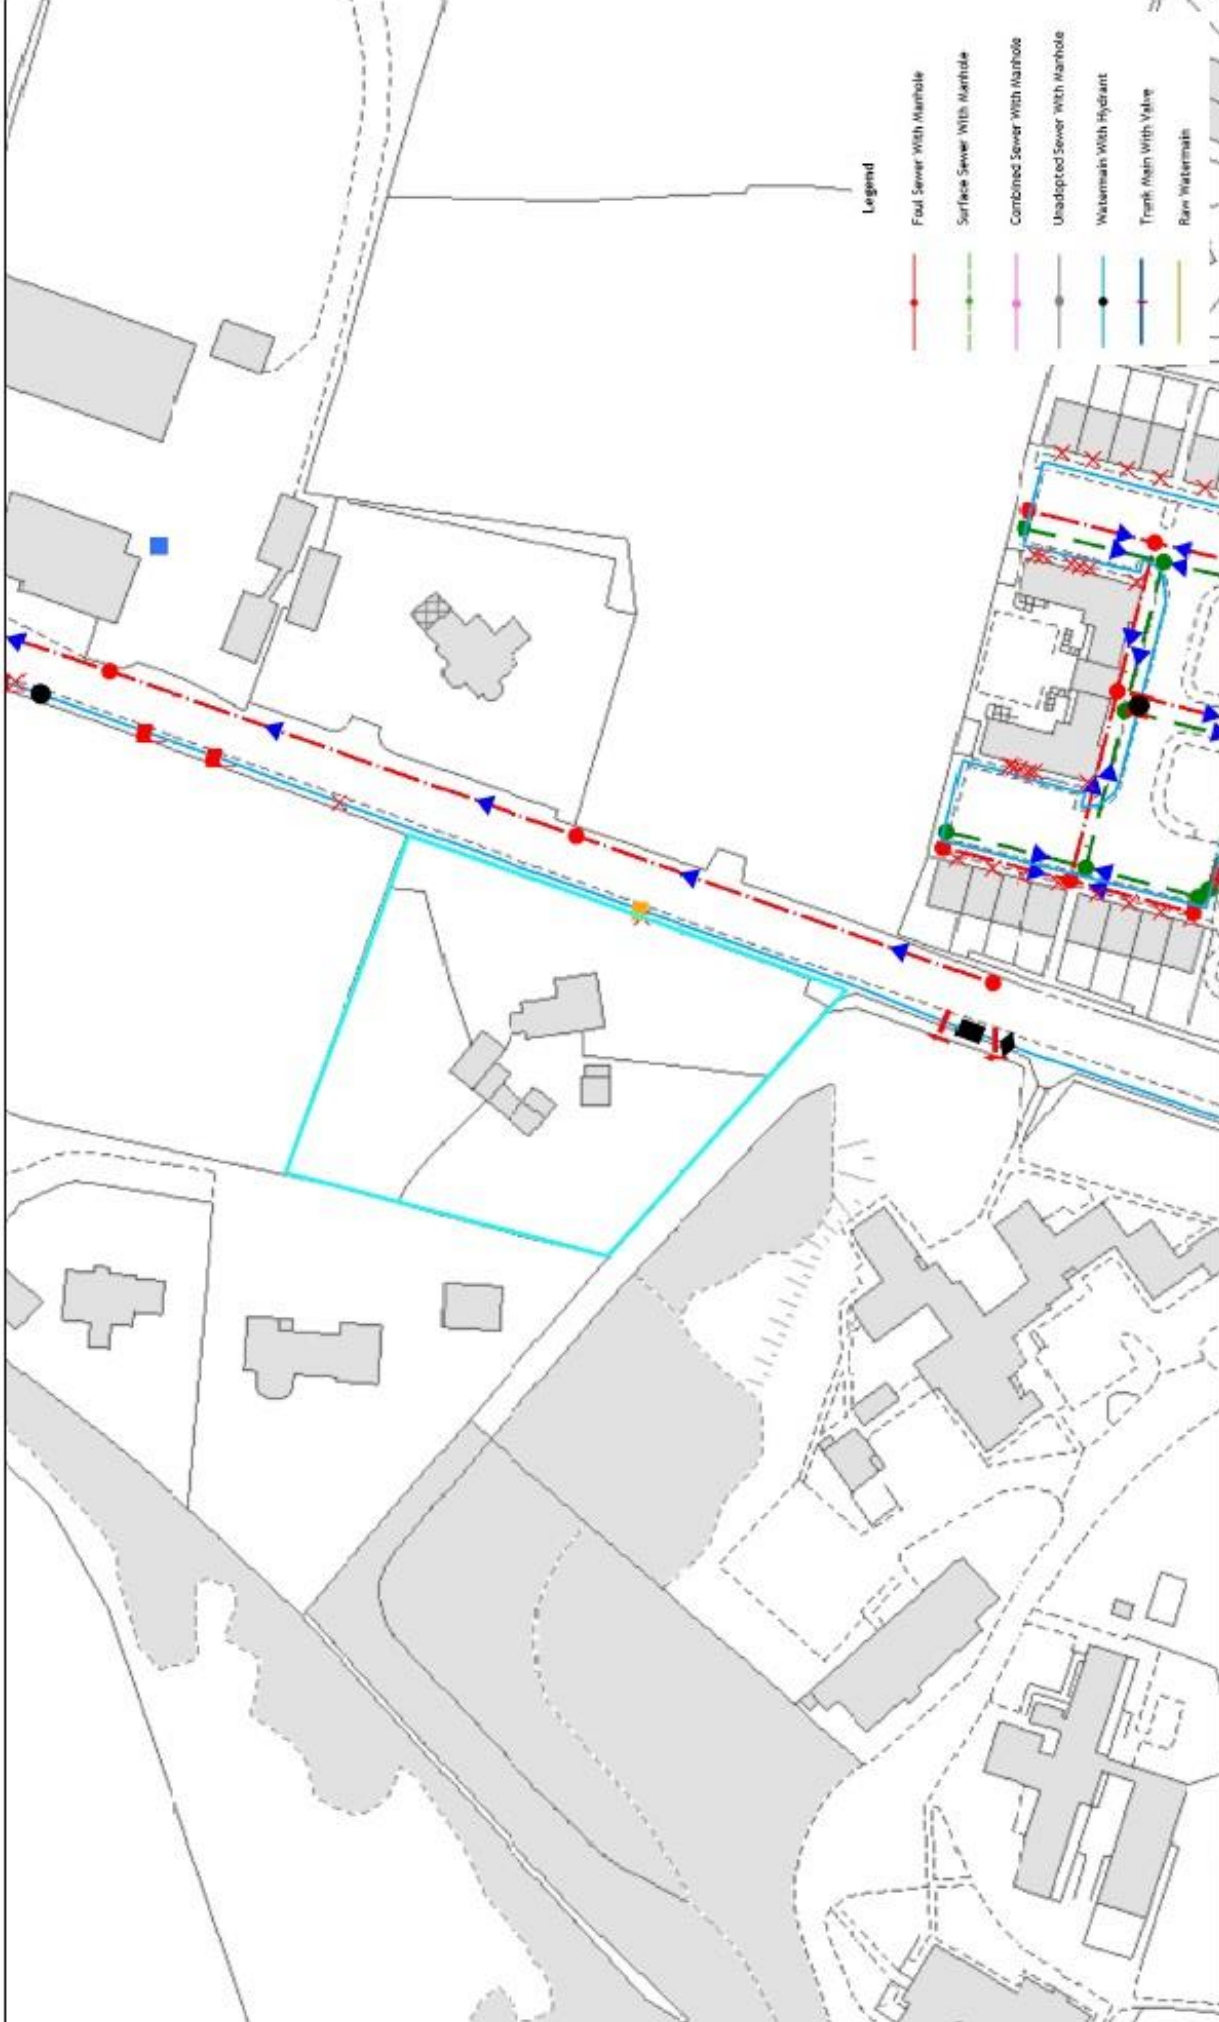 Legend
Foul Sewer With Manhole
Surface Sewer With Manhole
Combined Sewer With Manhole
Unadopted Sewer With Manhole
Watermain With Hydrant
Trunk Main With Valve
Raw Watermain